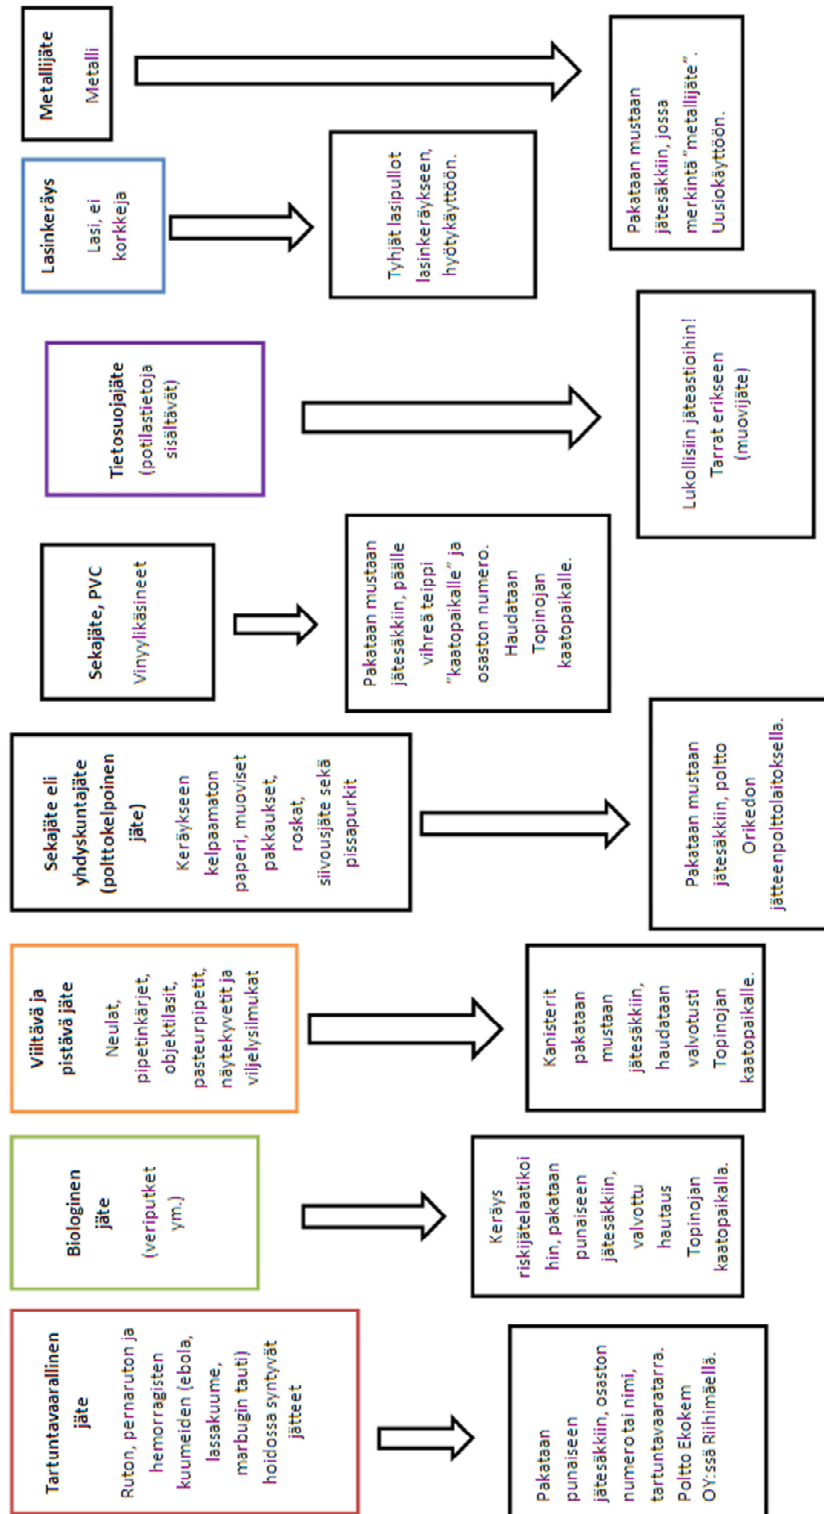 Tartuntavaarallinen
jäte
Ruton, pernaruton ja
hemorragisten
kuumeiden (ebola,
lassakuume,
marbugin tauti)
hoidossa syntyvät
jätteet
Pakataan
punaiseen
jätesäkkiin, osaston
numero tai nimi,
tartuntavaaratarra.
Poltto Ekokem
OY:ssä Riihimäellä.
Biologinen
jäte
(veriputket
ym.)
Keräys
riskijätelaatikoi
hin, pakataan
punaiseen
jätesäkkiin,
valvottu
hautaus
Topinojan
kaatopaikalla.
Viiltävä ja
pistävä jäte
Neulat,
pipetinkärjet,
objektilasit,
pasteurpipetit,
näytekyvetit ja
viljelysilmukat
Kanisterit
pakataan
mustaan
jätesäkkiin,
haudataan
valvotusti
Topinojan
kaatopaikalle.
Sekajäte eli
yhdyskuntajäte
(polttokelpoinen
jäte)
Keräykseen
kelpaamaton
paperi, muoviset
pakkaukset,
roskat,
siivousjäte sekä
pissapurkit
Pakataan mustaan
jätesäkkiin, poltto
Orikedon
jätteenpolttolaitoksella.
Sekajäte, PVC
Vinyylikäsineet
Pakataan mustaan
jätesäkkiin, päälle
vihreä teippi
"kaatopaikalle" ja
osaston numero.
Haudataan
Topinojan
kaatopaikalle.
Tietosuojajäte
(potilastietoja
sisältävät)
Lukollisiin jäteastioihin!
Tarrat erikseen
(muovijäte)
Lasinkeräys
Lasi, ei
korkkeja
Tyhjät lasipullot
lasinkeräykseen,
hyötykäyttöön.
Metallijäte
Metalli
Pakataan mustaan
jätesäkkiin, jossa
merkintä "metallijäte".
Uusiokäyttöön.